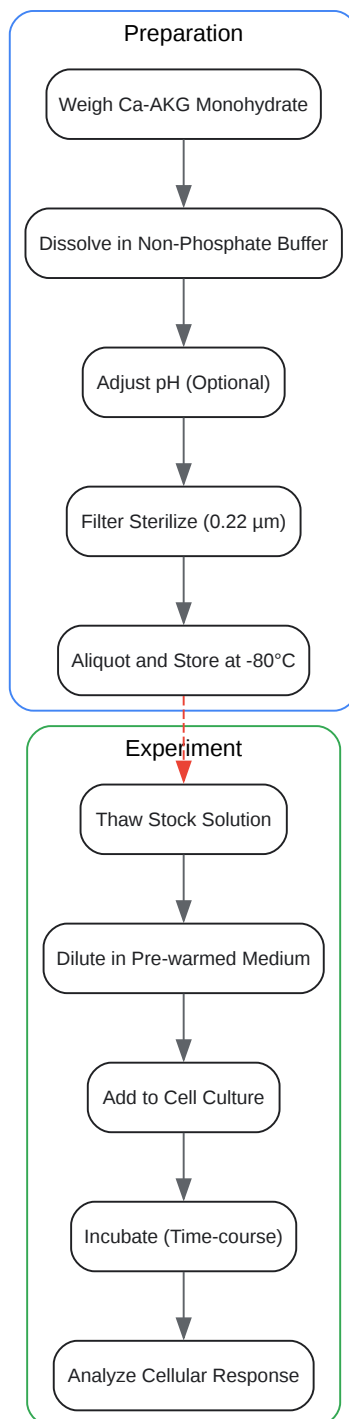 Preparation
Weigh Ca-AKG Monohydrate
Dissolve in Non-Phosphate Buffer
Adjust pH (Optional)
Filter Sterilize (0.22 µm)
Aliquot and Store at -80°C
Experiment
Thaw Stock Solution
Dilute in Pre-warmed Medium
Add to Cell Culture
Incubate (Time-course)
Analyze Cellular Response